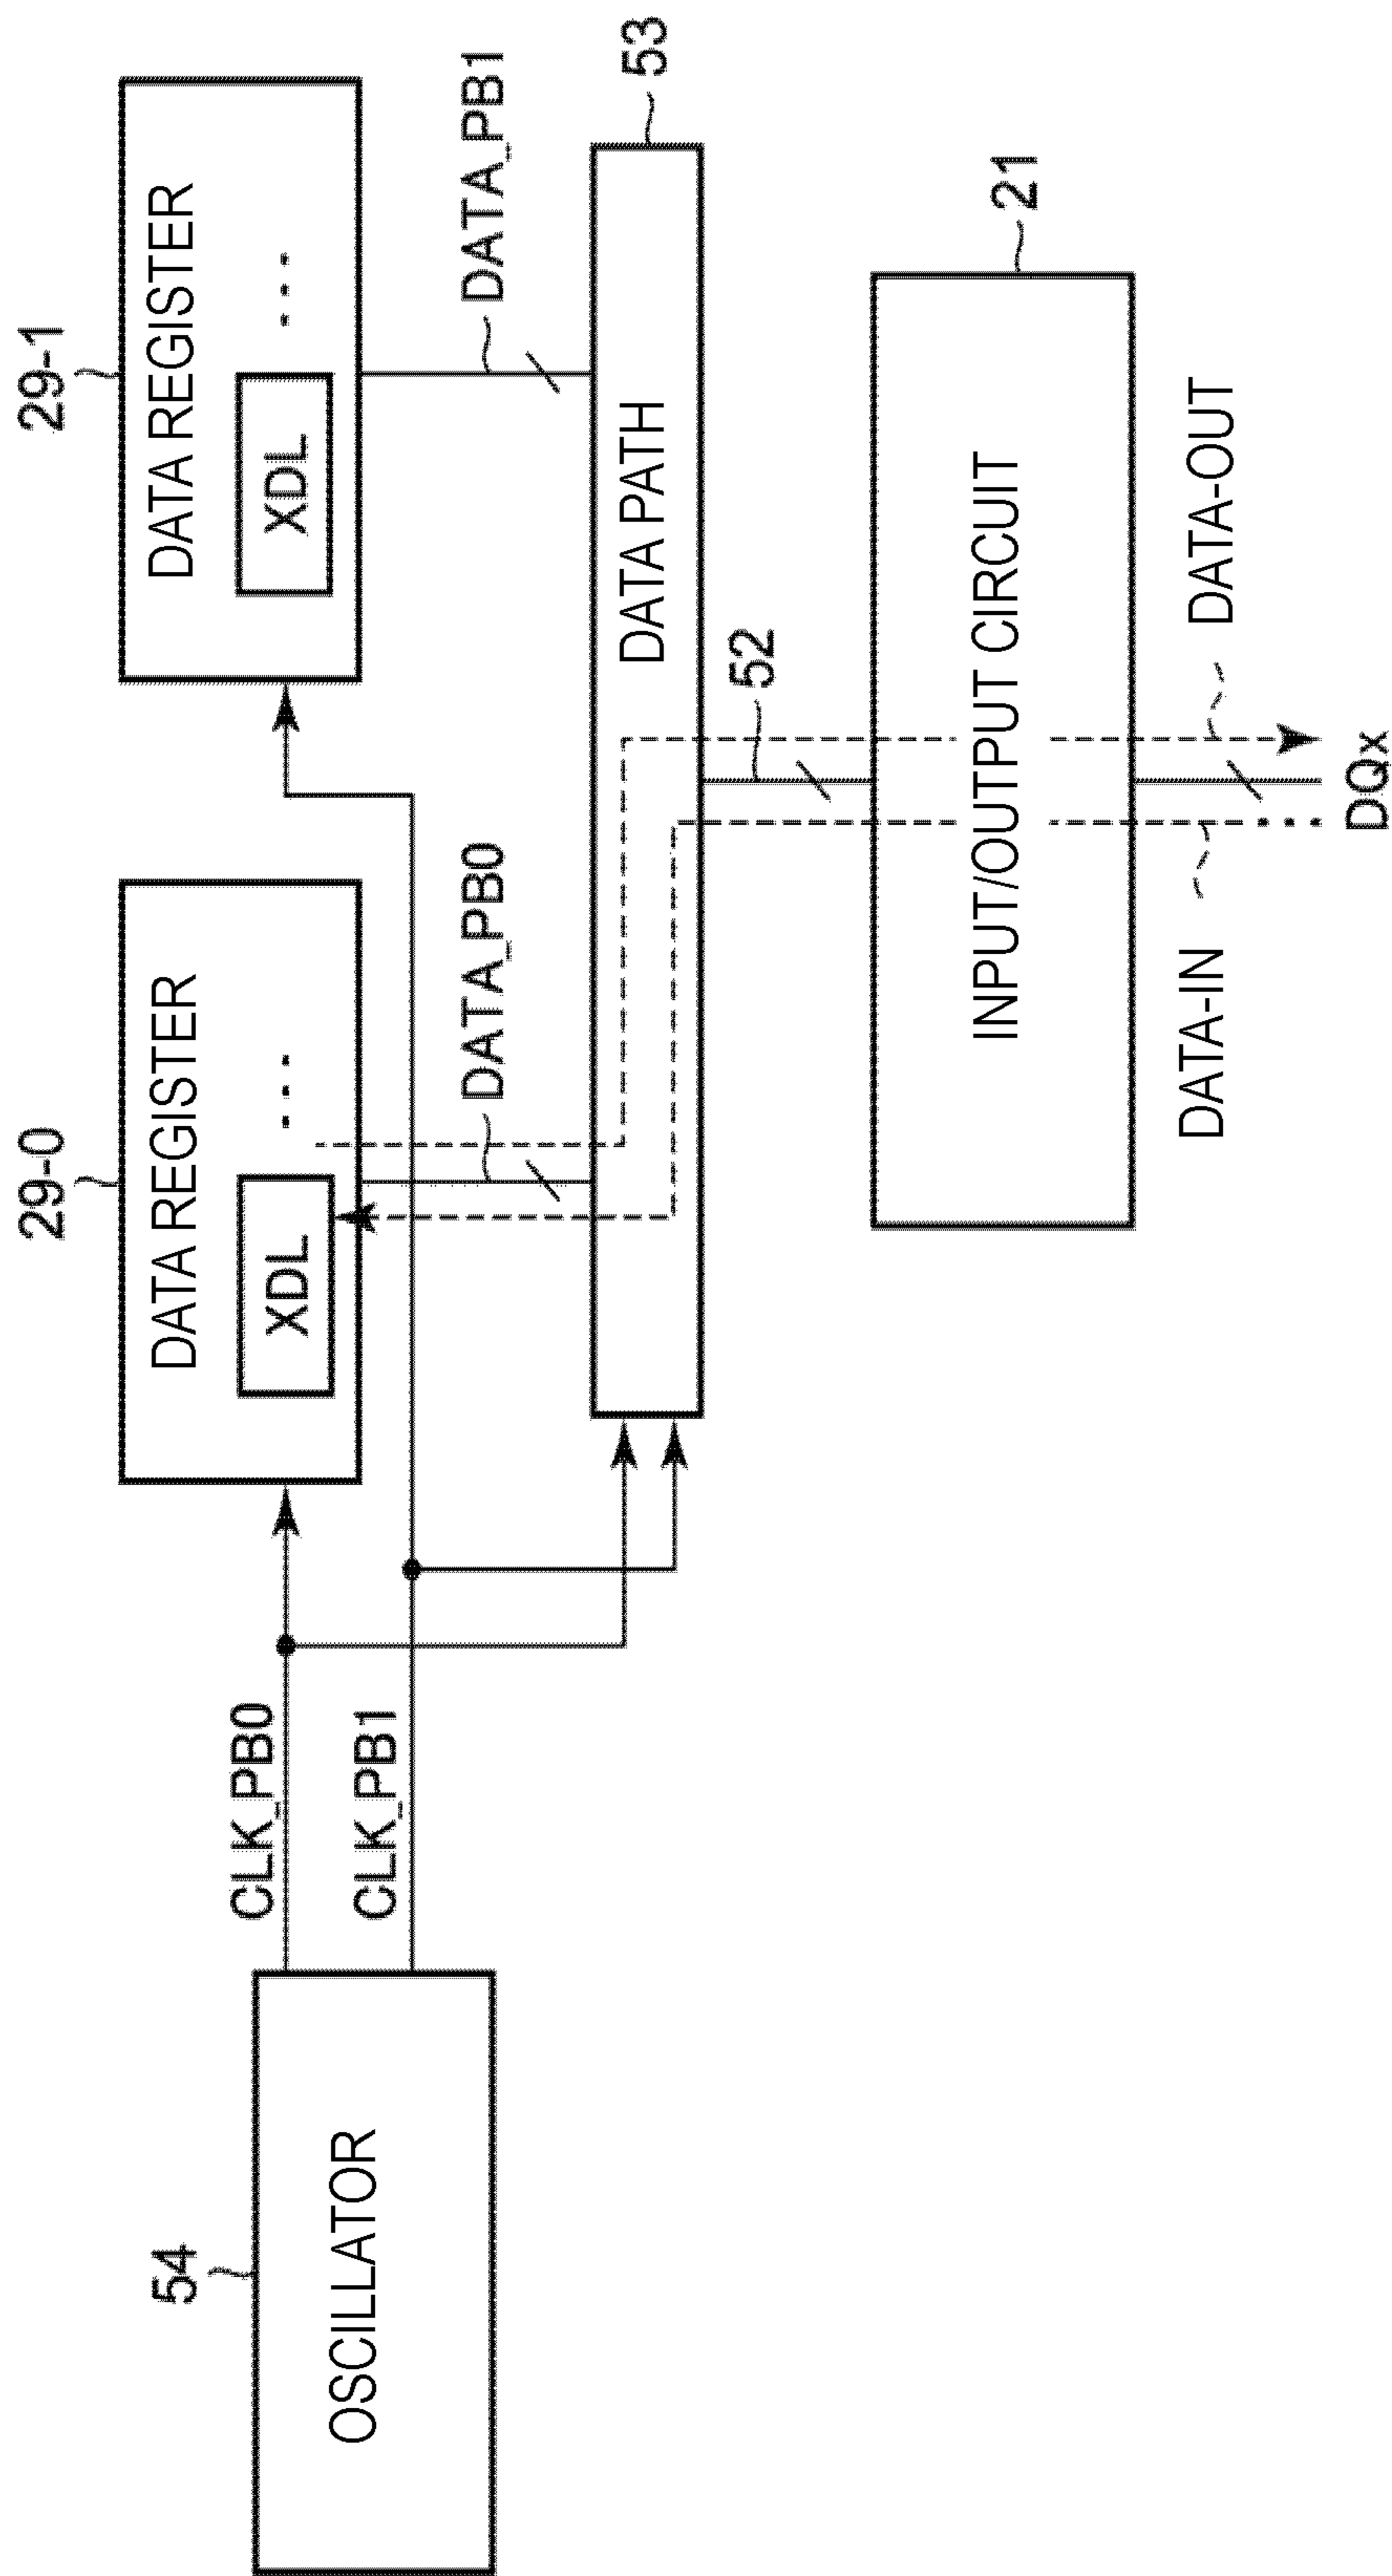 29-0
29-1
54
DATA REGISTER
DATA REGISTER
CLK_PB0
XDL
...
XDL
...
OSCILLATOR
CLK_PB1
DATA_PB0
DATA_PB1
53
DATA PATH
52
21
INPUT/OUTPUT CIRCUIT
DATA-IN
DATA-OUT
DQx